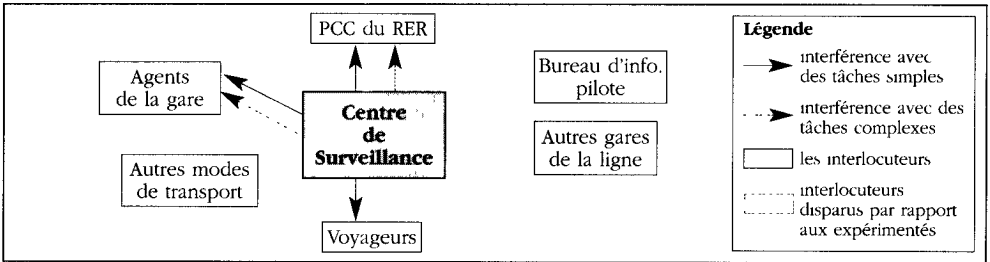 PCC du RER
Agents
de la gare
Centre
de
Surveillance
Bureau d'info.
pilote
Autres gares
de la ligne
Autres modes
de transport
Voyageurs
Légende
interférence avec
des tâches simples
interférence avec des
tâches complexes
les interlocuteurs
interlocuteurs
disparus par rapport
aux expérimentés